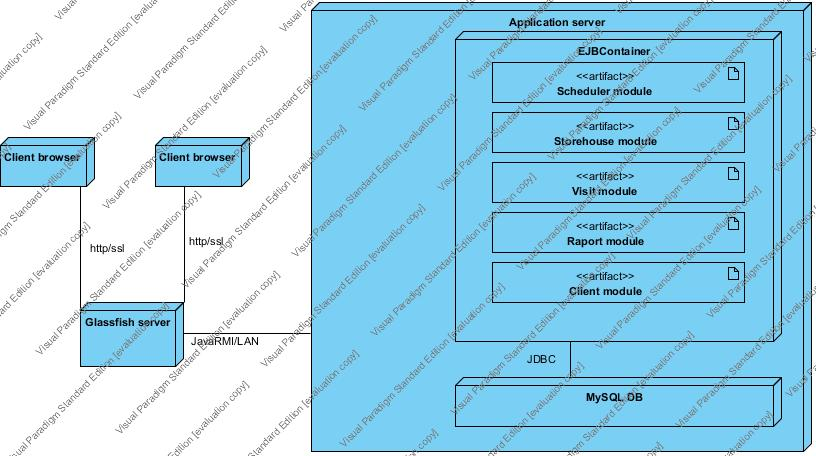 Application server
EJBContainer
<<artifact>>
Scheduler module
<<artifact>>
Storehouse module
<<artifact>>
Visit module
<<artifact>>
Raport module
<<artifact>>
Client module
Client browser
Client browser
http/ssl
http/ssl
Glassfish server
JavaRMI/LAN
JDBC
MySQL DB
Visual Paradigm Standard Edition [evaluation copy]